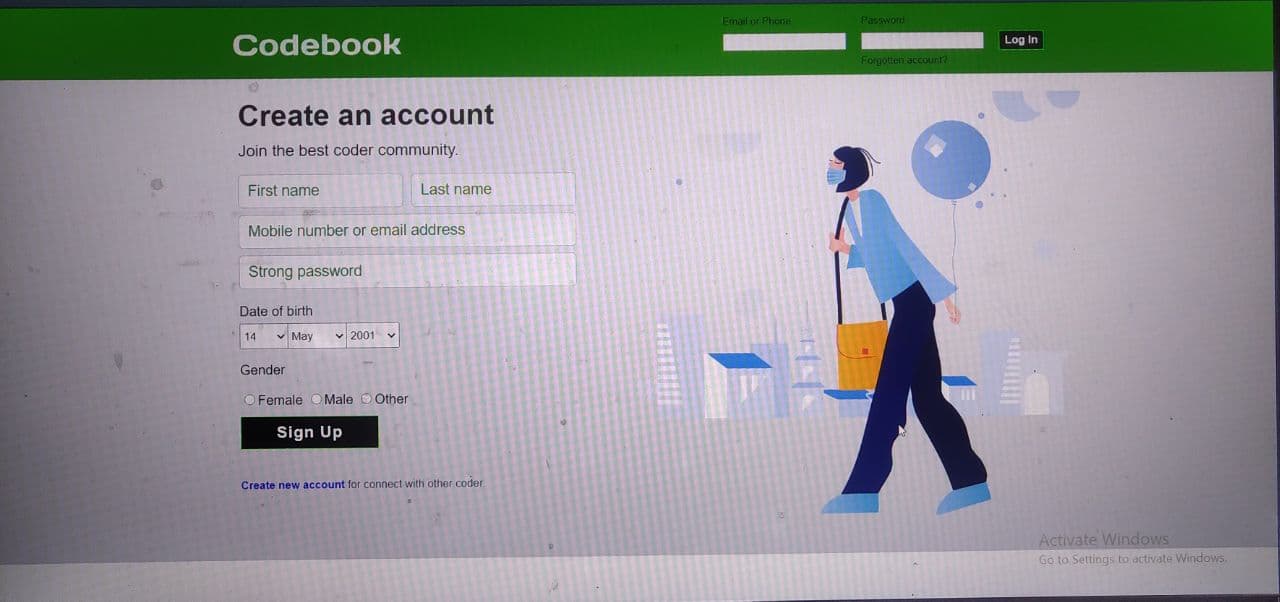 Codebook
Email or Phone
Password
Log In
Forgotten account?
Create an account
Join the best coder community.
First name
Last name
Mobile number or email address
Strong password
Date of birth
14 May 2001
Gender
Female Male Other
Sign Up
Create new account for connect with other coder.
Activate Windows
Go to Settings to activate Windows.